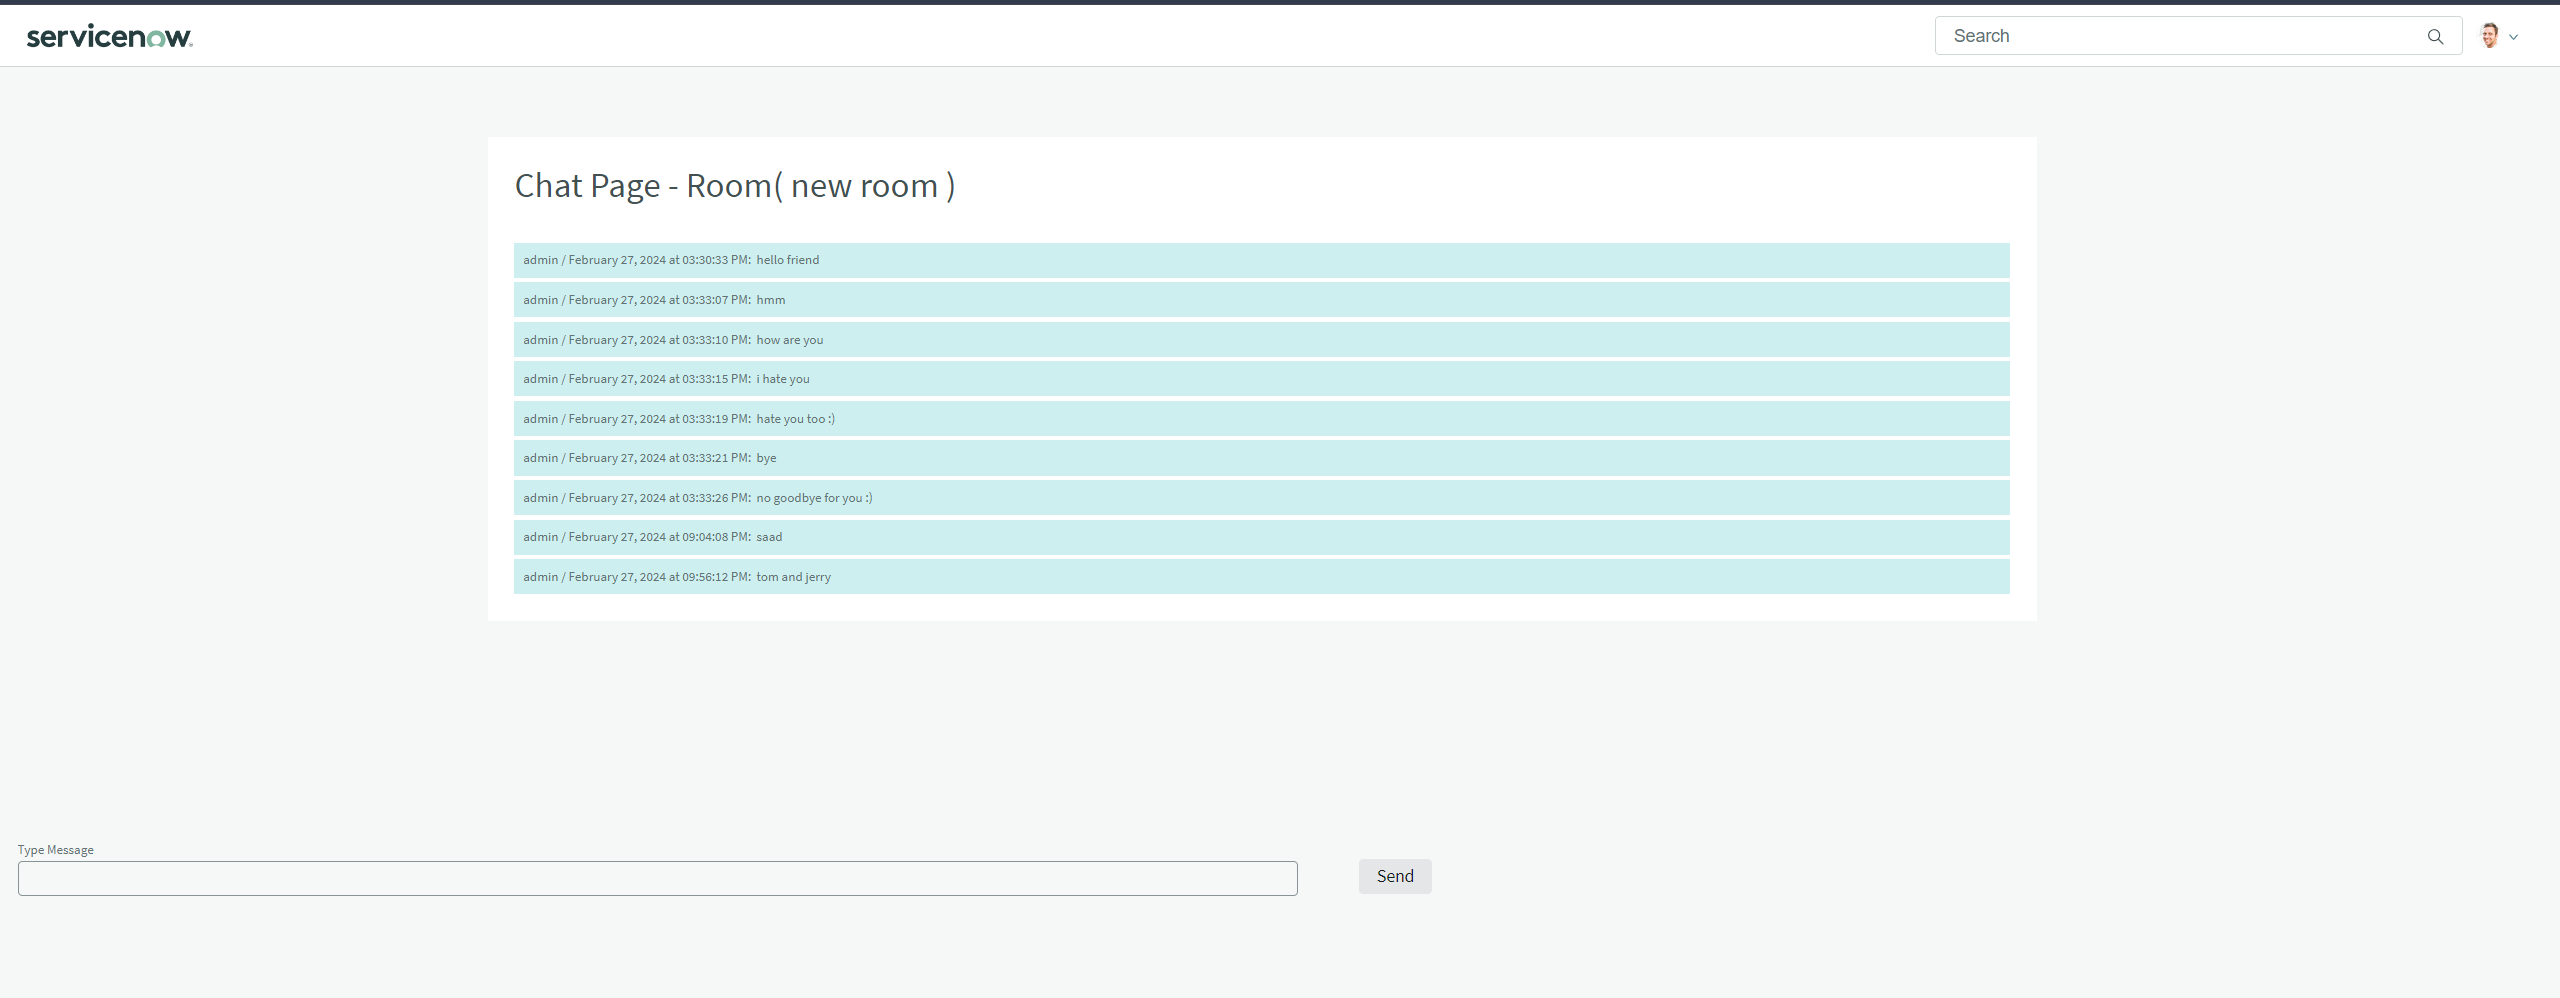 servicenow
Search
Chat Page - Room( new room )
admin / February 27, 2024 at 03:30:33 PM: hello friend
admin / February 27, 2024 at 03:33:07 PM: hmm
admin / February 27, 2024 at 03:33:10 PM: how are you
admin / February 27, 2024 at 03:33:15 PM: i hate you
admin / February 27, 2024 at 03:33:19 PM: hate you too :)
admin / February 27, 2024 at 03:33:21 PM: bye
admin / February 27, 2024 at 03:33:26 PM: no goodbye for you :)
admin / February 27, 2024 at 09:04:08 PM: saad
admin / February 27, 2024 at 09:56:12 PM: tom and jerry
Type Message
Send